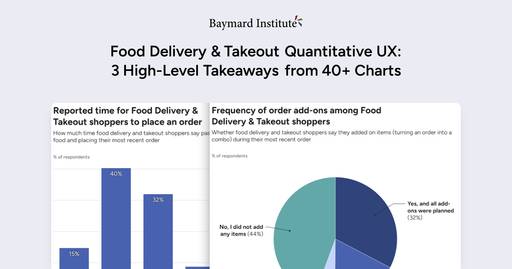 Baymard Institute
Food Delivery & Takeout Quantitative UX:
3 High-Level Takeaways from 40+ Charts
Reported time for Food Delivery &
Takeout shoppers to place an order
How much time food delivery and takeout shoppers say pas
food and placing their most recent order
% of respondents
15%
40%
32%
Frequency of order add-ons among Food
Delivery & Takeout shoppers
Whether food delivery and takeout shoppers say they added on items (turning an order into a
combo) during their most recent order
% of respondents
No, I did not add
any items (44%)
Yes, and all add-
ons were planned
(32%)